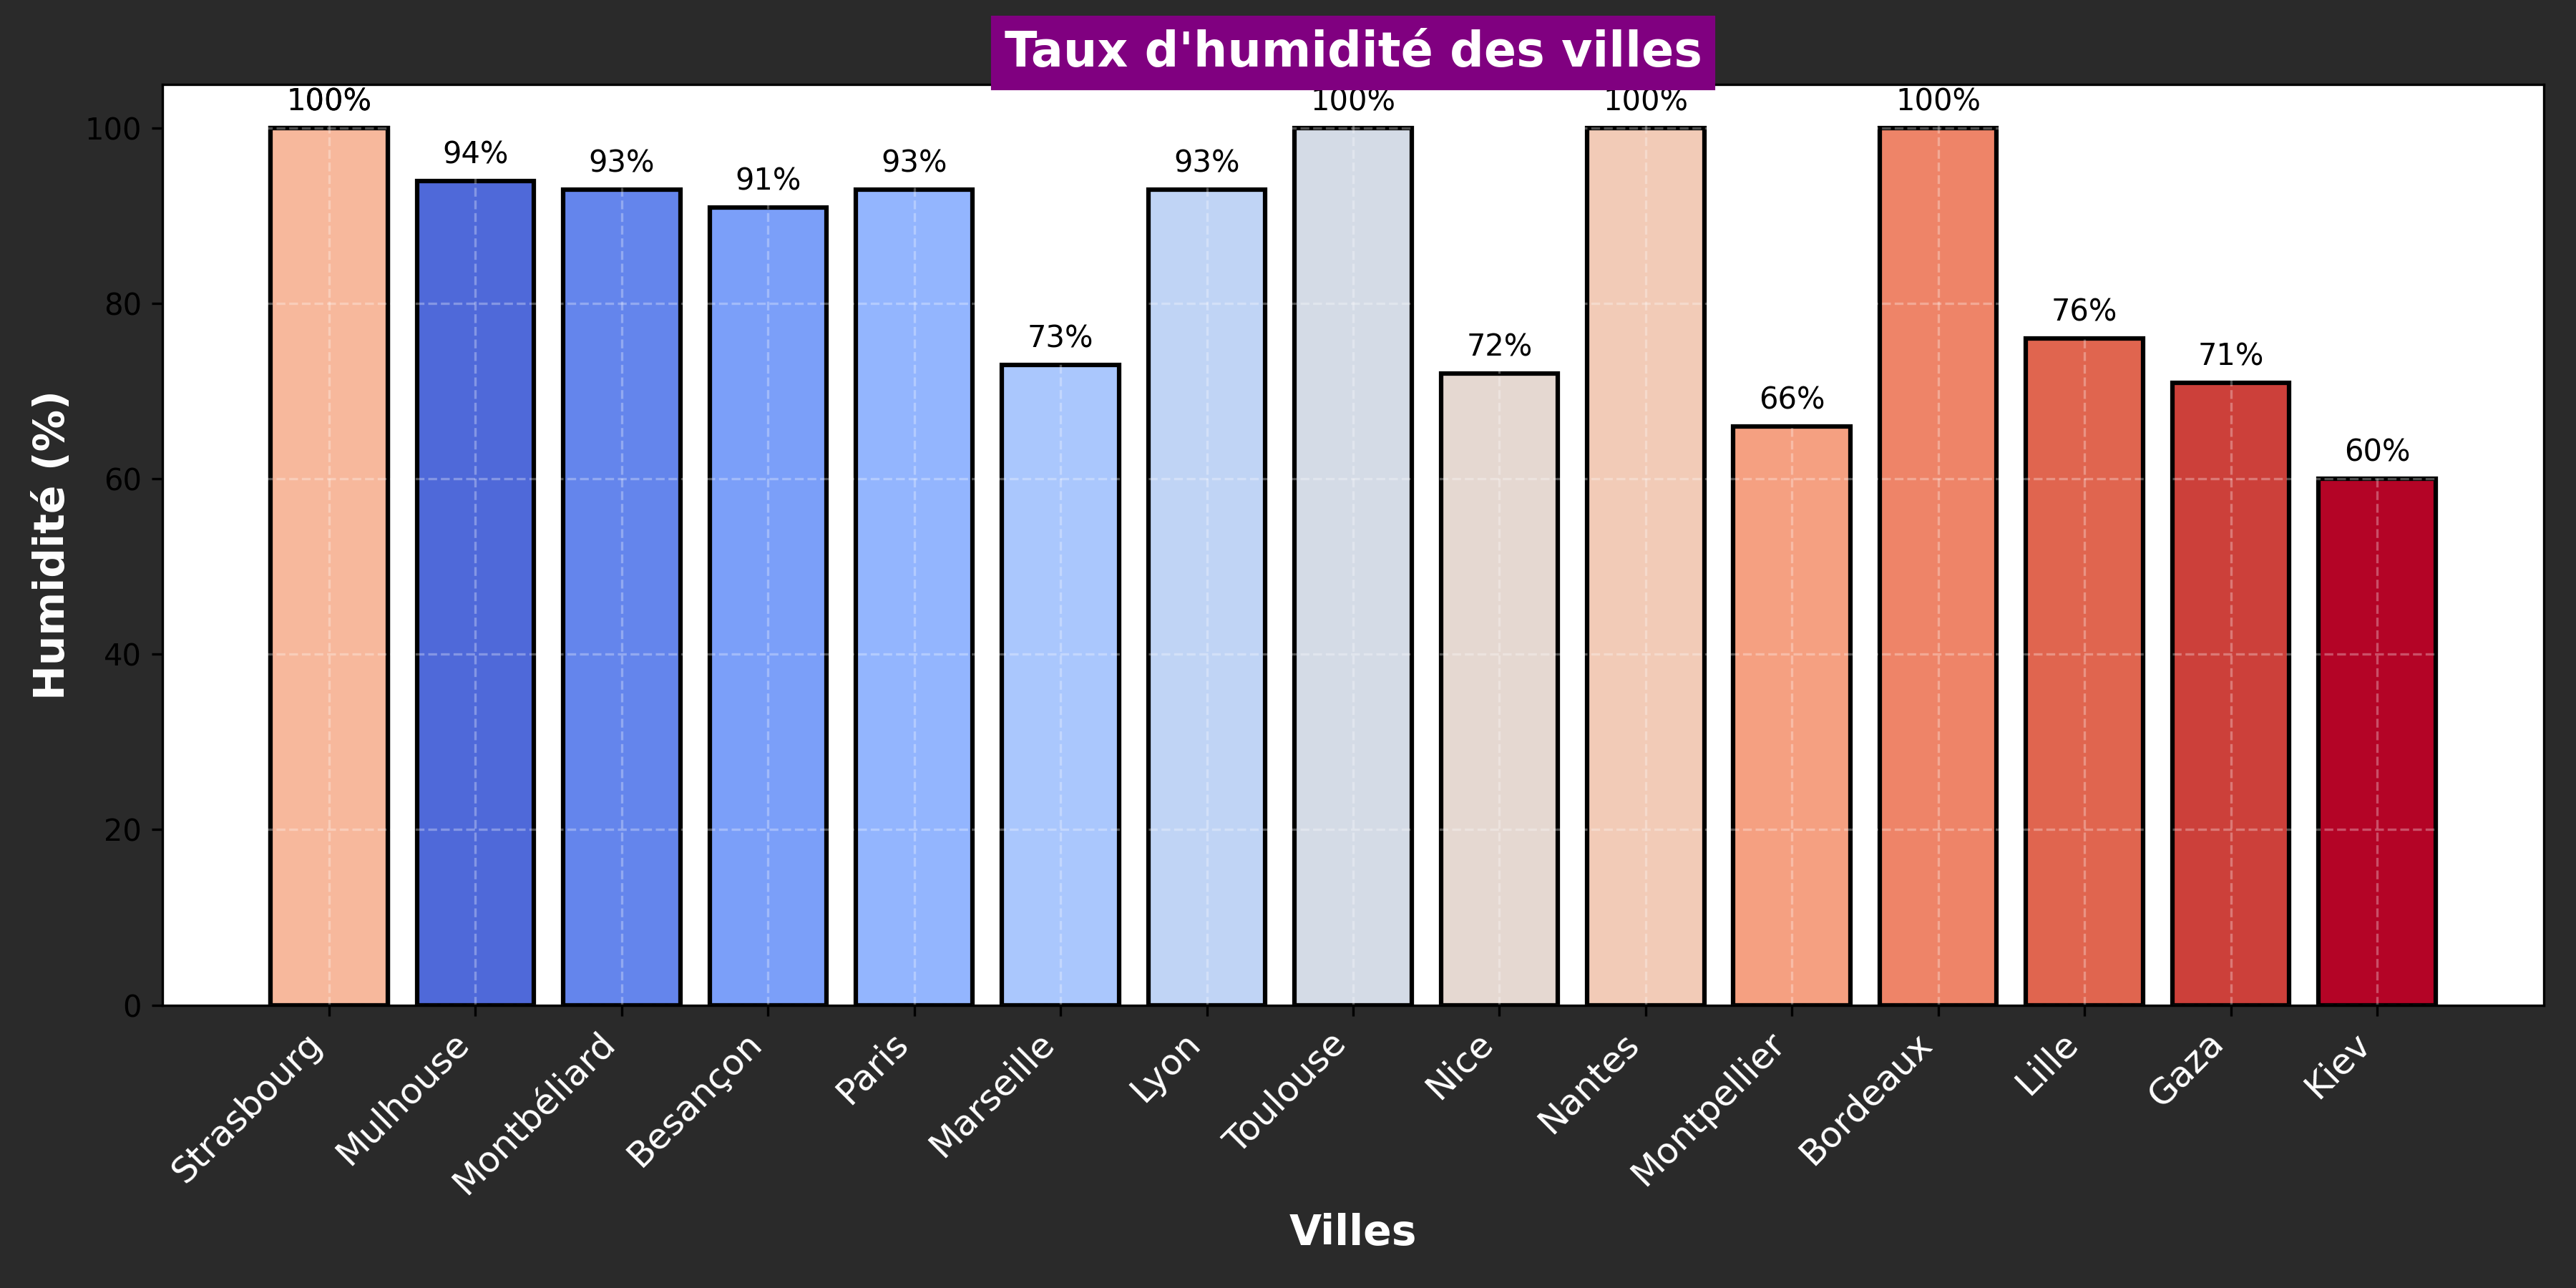 Taux d'humidité des villes
100%
94%
93%
91%
93%
73%
93%
100%
72%
100%
66%
100%
76%
71%
60%
Humidité (%)
100
80
60
40
20
0
Strasbourg
Mulhouse
Montbéliard
Besançon
Paris
Marseille
Lyon
Toulouse
Nice
Nantes
Montpellier
Bordeaux
Lille
Gaza
Kiev
Villes